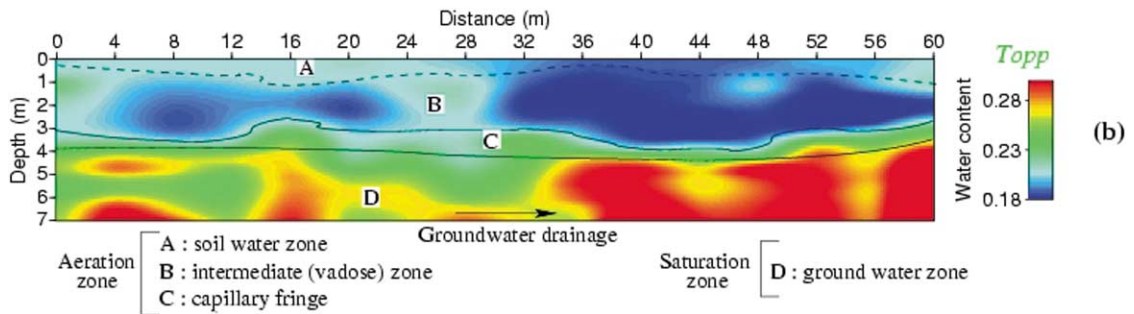 Distance (m)
0 4 8 12 16 20 24 28 32 36 40 44 48 52 56 60
Topp
Depth (m)
0
1
2
3
4
5
6
7
A
B
C
D
Groundwater drainage
0.28
0.23
0.18
Water content
(b)
Aeration
zone
A : soil water zone
B : intermediate (vadose) zone
C : capillary fringe
Saturation
zone
D : ground water zone